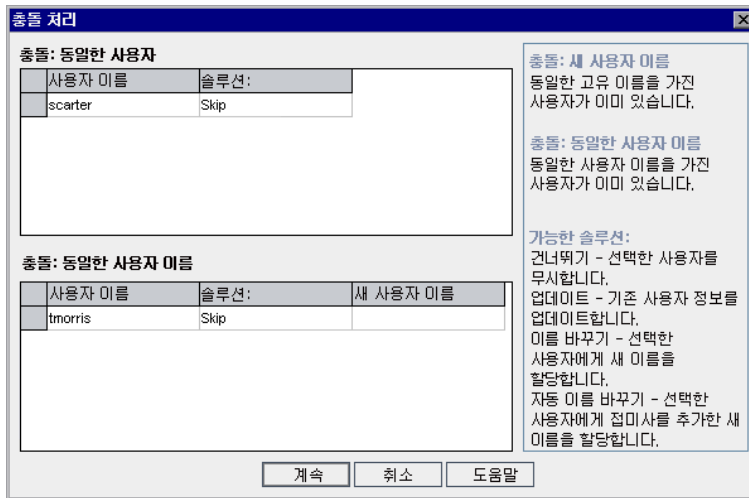 충돌 처리
충돌: 동일한 사용자
사용자 이름 솔루션:
scarter Skip
충돌: 동일한 사용자 이름
사용자 이름 솔루션: 새 사용자 이름
tmorris Skip
충돌: 새 사용자 이름
동일한 고유 이름을 가진
사용자가 이미 있습니다.
충돌: 동일한 사용자 이름
동일한 사용자 이름을 가진
사용자가 이미 있습니다.
가능한 솔루션:
건너뛰기 - 선택한 사용자를
무시합니다.
업데이트 - 기존 사용자 정보를
업데이트합니다.
이름 바꾸기 - 선택한
사용자에게 새 이름을
할당합니다.
자동 이름 바꾸기 - 선택한
사용자에게 접미사를 추가한 새
이름을 할당합니다.
계속 취소 도움말